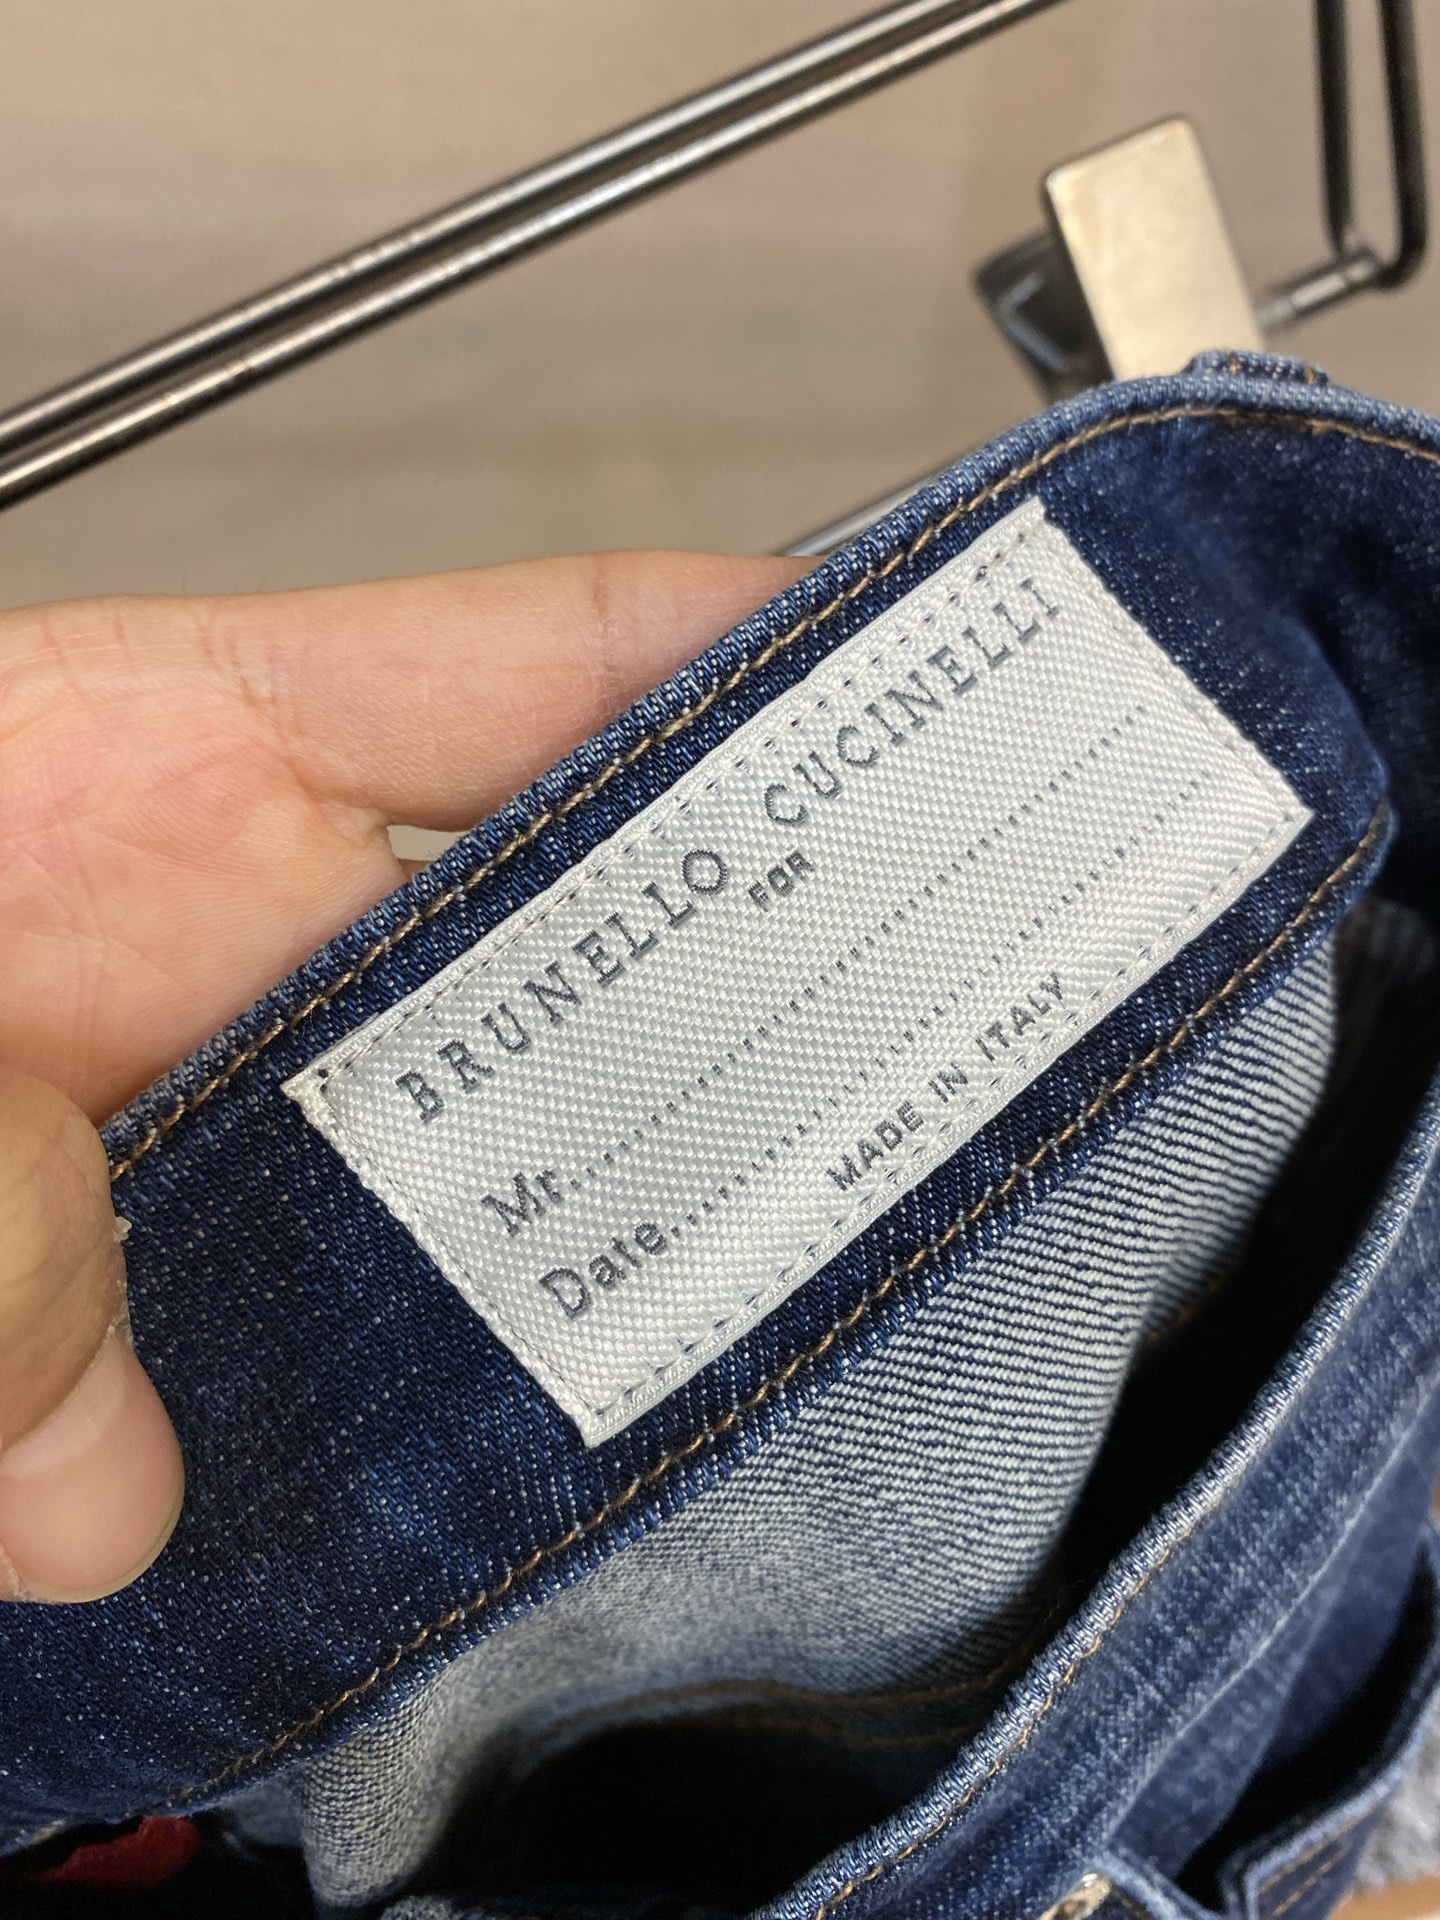 BRUNELLO CUCINELLI
FOR
Mr.............................................
Date.............................................
MADE IN ITALY